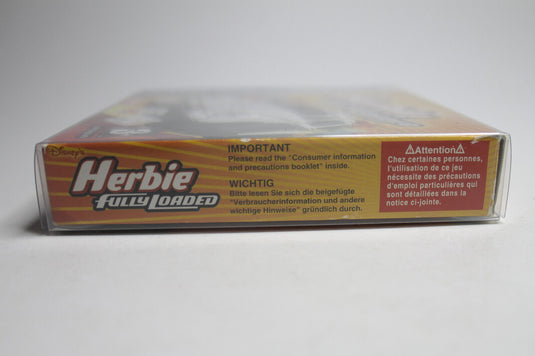 Disney's
Herbie
FULLY LOADED
IMPORTANT
Please read the "Consumer information
and precautions booklet" inside.
WICHTIG
Bitte lesen Sie sich die beigefügte
"Verbraucherinformation und andere
wichtige Hinweise" gründlich durch.
⚠Attention⚠
Chez certaines personnes,
l'utilisation de ce jeu
nécessite des précautions
d'emploi particulières qui
sont détaillées dans la
notice ci-jointe.